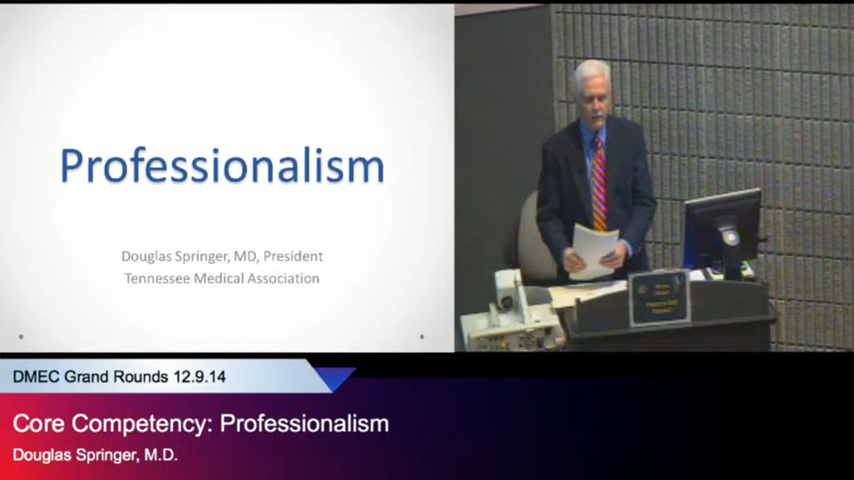 Professionalism
Douglas Springer, MD, President
Tennessee Medical Association
DMEC Grand Rounds 12.9.14
Core Competency: Professionalism
Douglas Springer, M.D.